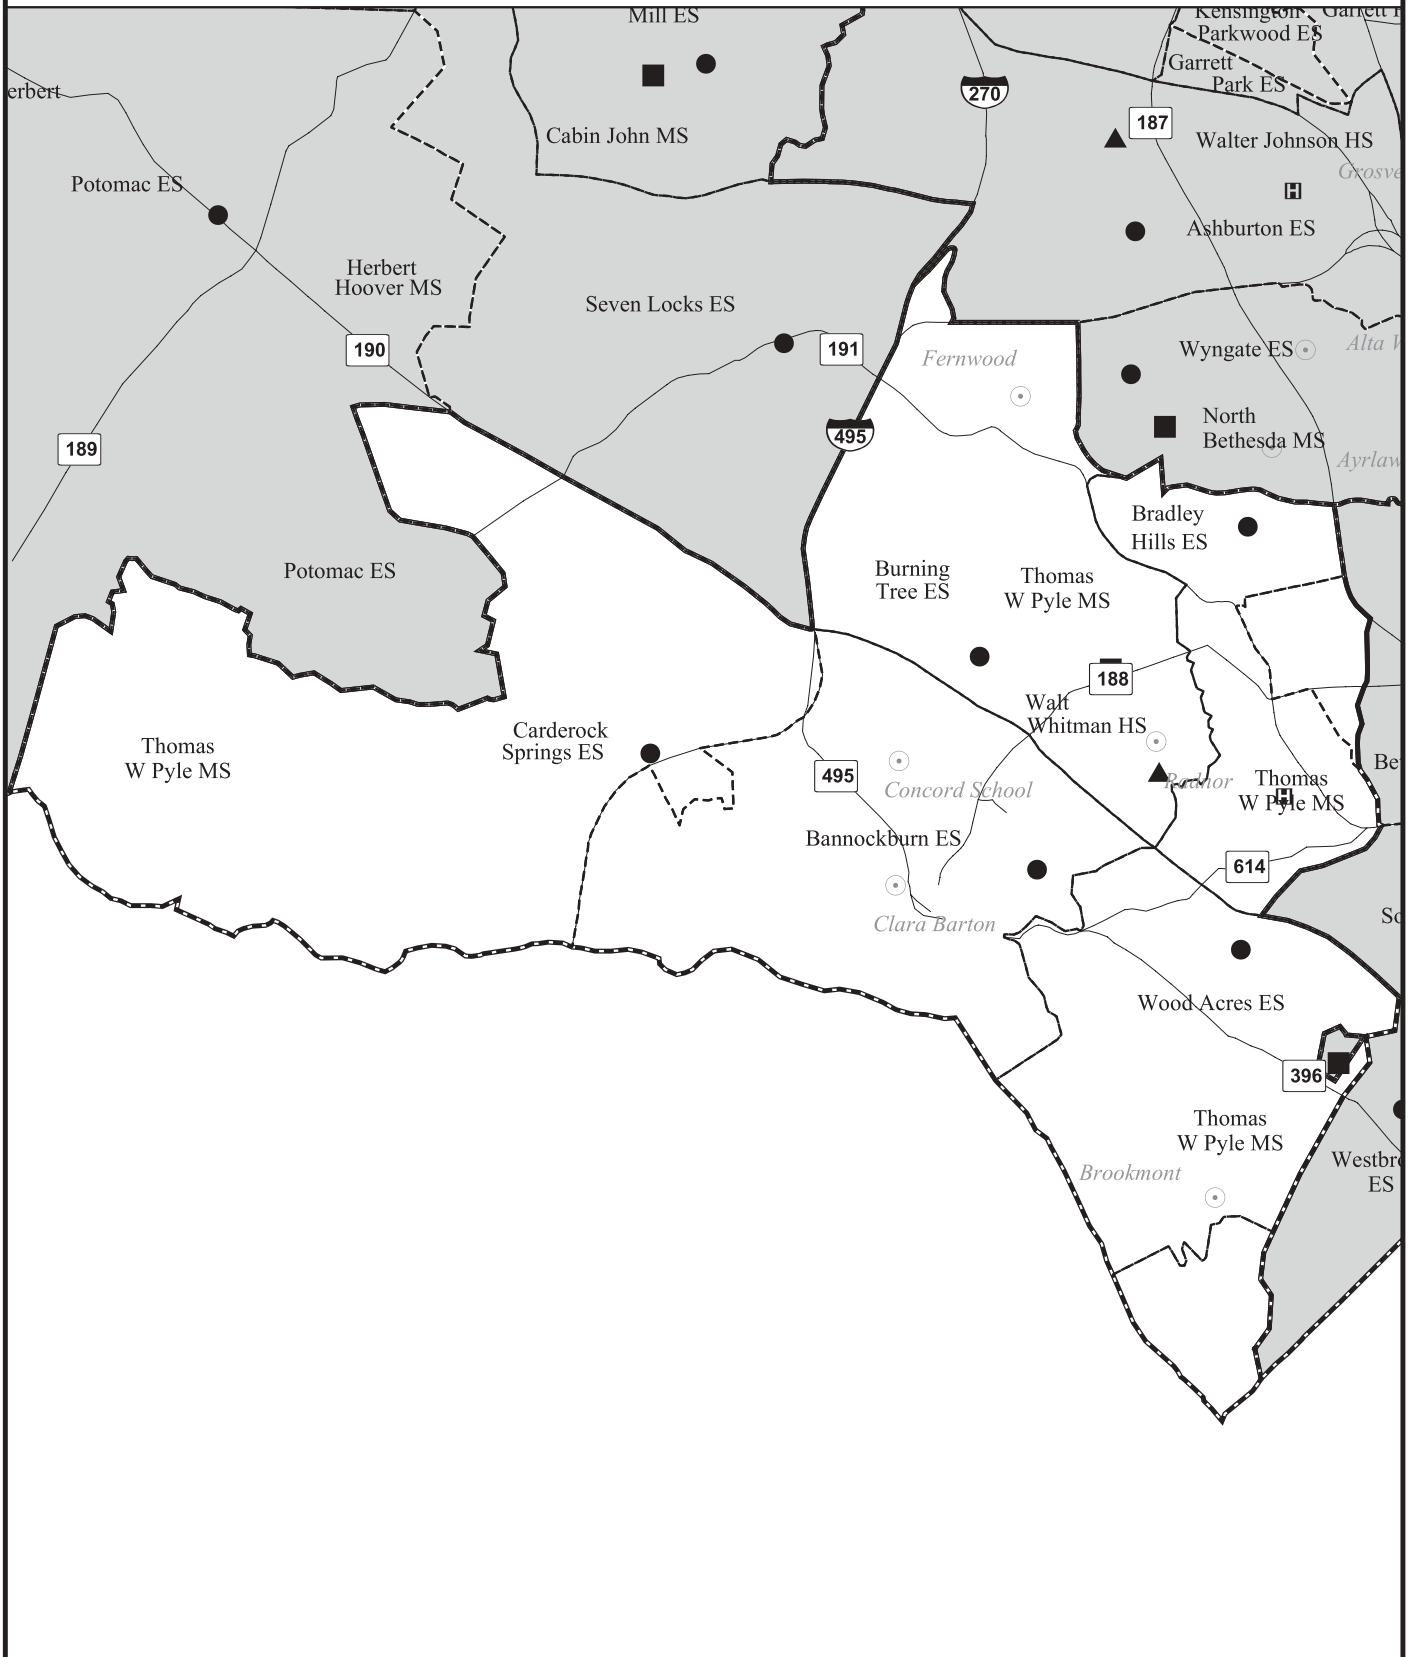 Mill ES
Kensington
Parkwood ES
Garrett
Park ES
270
187
erbert
Cabin John MS
Walter Johnson HS
Potomac ES
H
Ashburton ES
Herbert
Hoover MS
Seven Locks ES
190
191
Fernwood
Wyngate ES
495
North
Bethesda MS
189
Bradley
Hills ES
Potomac ES
Burning
Tree ES
Thomas
W Pyle MS
188
Walt
Whitman HS
Carderock
Springs ES
Thomas
W Pyle MS
495
Concord School
Radnor
Thomas
W Pyle MS
H
Bannockburn ES
614
Clara Barton
Wood Acres ES
396
Thomas
W Pyle MS
Brookmont
ES